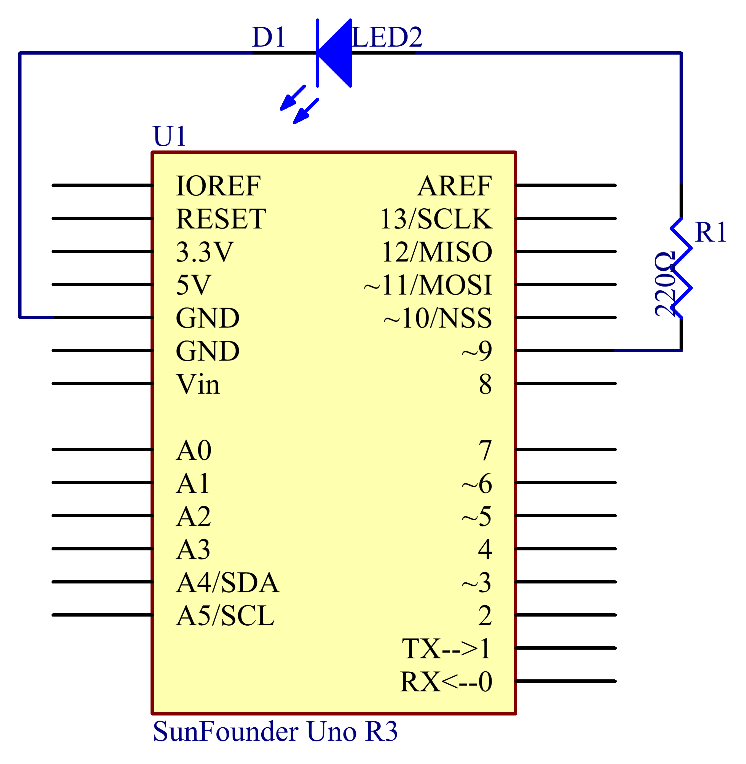 D1
LED2
U1
IOREF
RESET
3.3V
5V
GND
GND
Vin
A0
A1
A2
A3
A4/SDA
A5/SCL
AREF
13/SCLK
12/MISO
~11/MOSI
~10/NSS
~9
8
7
~6
~5
4
~3
2
TX-->1
RX<--0
R1
220Ω
SunFounder Uno R3